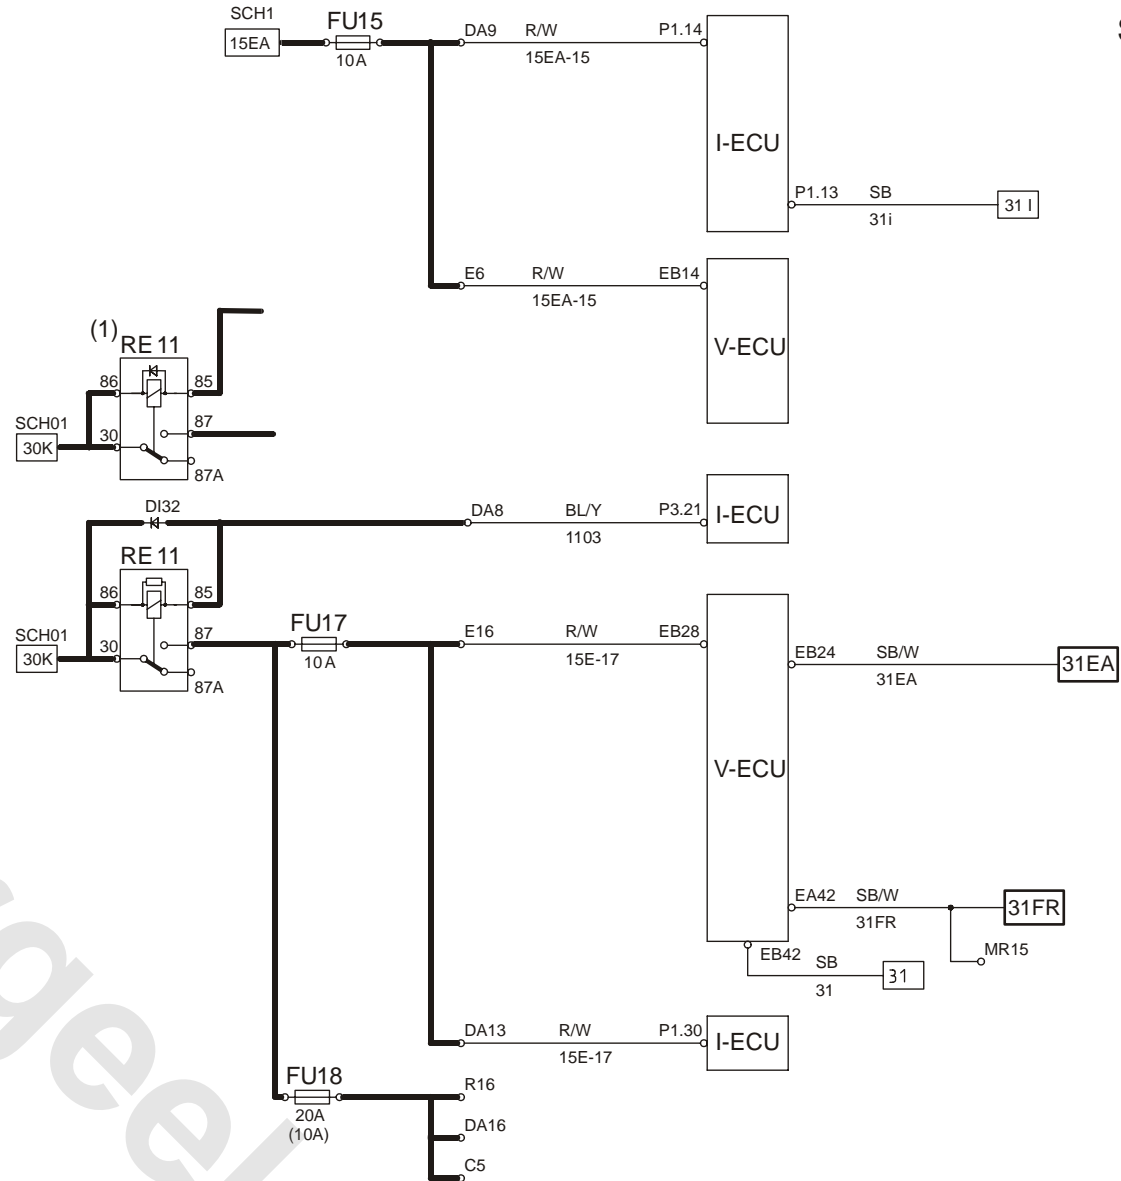 SCH1
15EA
FU15
10A
DA9 R/W P1.14
15EA-15
I-ECU
P1.13 SB
31i
31 I
E6 R/W EB14
15EA-15
V-ECU
(1)
RE 11
86 85
87
SCH01
30K
30
87A
DI32
DA8 BL/Y P3.21
1103
I-ECU
RE 11
86 85
87
SCH01
30K
30
87A
FU17
10A
E16 R/W EB28
15E-17
EB24 SB/W
31EA
31EA
V-ECU
EA42 SB/W
31FR
31FR
MR15
EB42 SB
31
31
DA13 R/W P1.30
15E-17
I-ECU
FU18
20A
(10A)
R16
DA16
C5